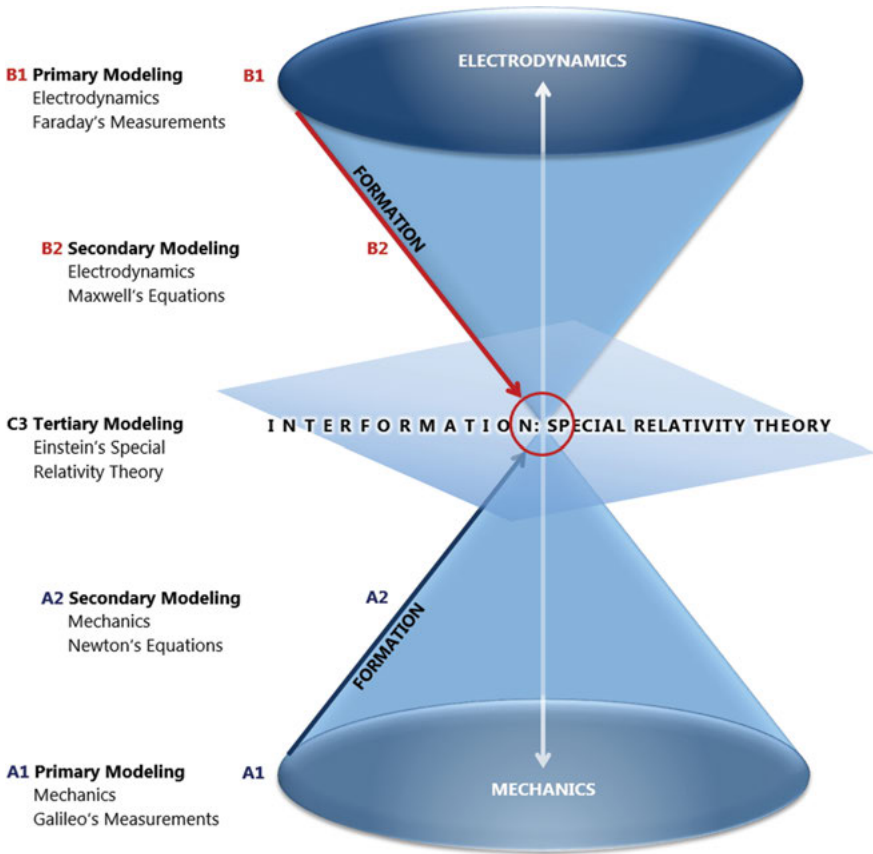 ELECTRODYNAMICS
B1 Primary Modeling
Electrodynamics
Faraday's Measurements
B1
FORMATION
B2 Secondary Modeling
Electrodynamics
Maxwell's Equations
B2
C3 Tertiary Modeling
Einstein's Special
Relativity Theory
INTERFORMATION: SPECIAL RELATIVITY THEORY
A2 Secondary Modeling
Mechanics
Newton's Equations
A2
FORMATION
A1 Primary Modeling
Mechanics
Galileo's Measurements
A1
MECHANICS